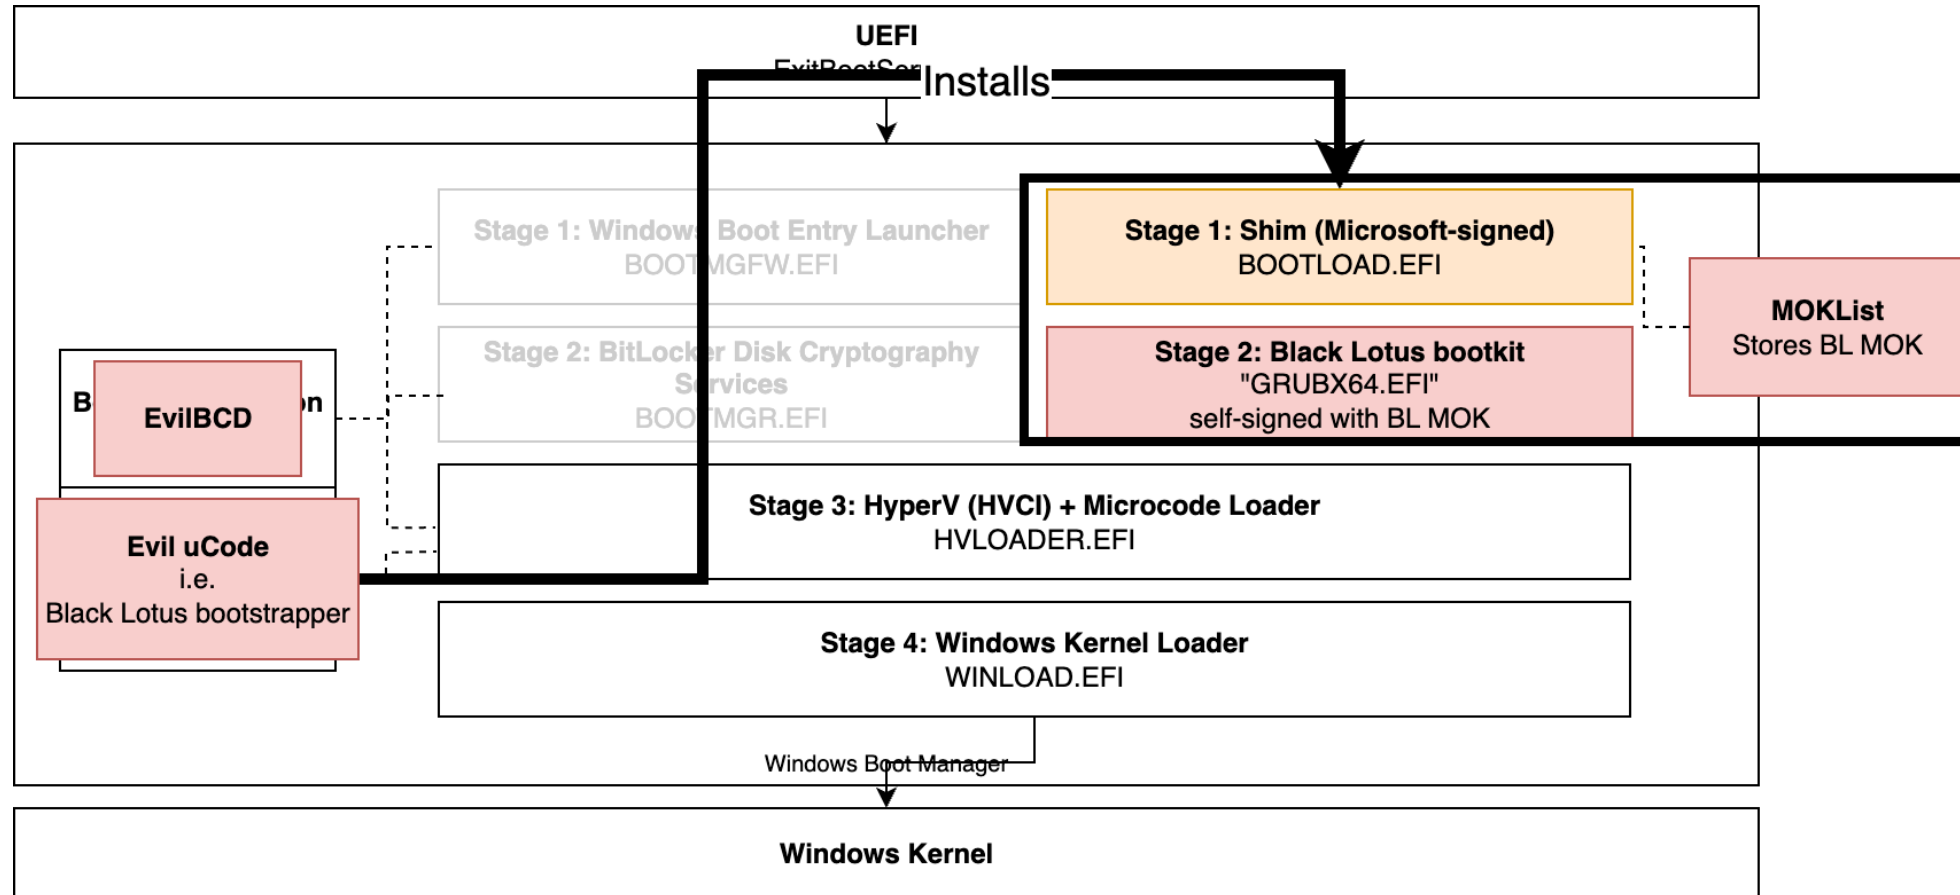 UEFI
Installs
Stage 1: Windows Boot Entry Launcher
BOOTMGFW.EFI
Stage 1: Shim (Microsoft-signed)
BOOTLOAD.EFI
MOKList
Stores BL MOK
Stage 2: BitLocker Disk Cryptography
Services
BOOTMGR.EFI
Stage 2: Black Lotus bootkit
"GRUBX64.EFI"
self-signed with BL MOK
EvilBCD
Stage 3: HyperV (HVCI) + Microcode Loader
HVLOADER.EFI
Evil uCode
i.e.
Black Lotus bootstrapper
Stage 4: Windows Kernel Loader
WINLOAD.EFI
Windows Boot Manager
Windows Kernel